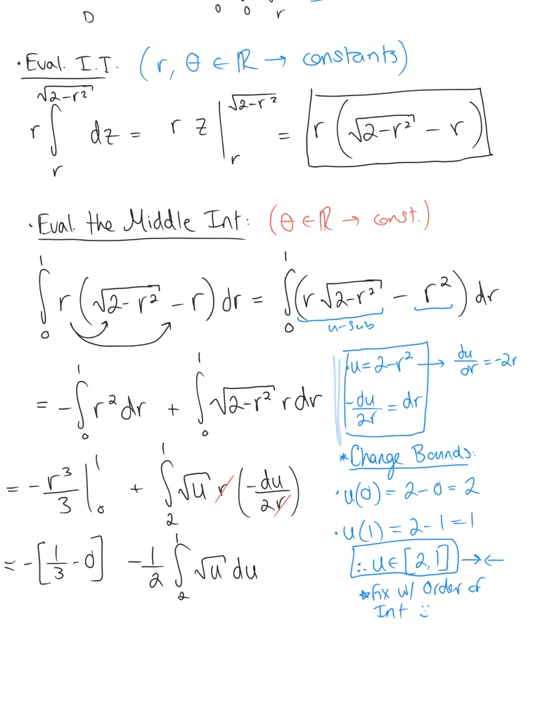 D 0 0 r
• Eval. I.I. (r, θ ∈ ℝ → constants)
r ∫_r^√(2-r²) dz = r z |_r^√(2-r²) = r (√(2-r²) - r)
• Eval. the Middle Int: (θ ∈ ℝ → const.)
∫_0^1 r (√(2-r²) - r) dr = ∫_0^1 (r √(2-r²) - r²) dr
u-sub
= -∫_0^1 r² dr + ∫_0^1 √(2-r²) r dr
u = 2-r² → du/dr = -2r
-du/2r = dr
= -r³/3 |_0^1 + ∫_2^1 √u r (-du/2r)
* Change Bounds:
• u(0) = 2-0 = 2
• u(1) = 2-1 = 1
= -[1/3 - 0] - 1/2 ∫_2^1 √u du
∴ u ∈ [2,1] → ←
* Fix w/ Order of
Int :)